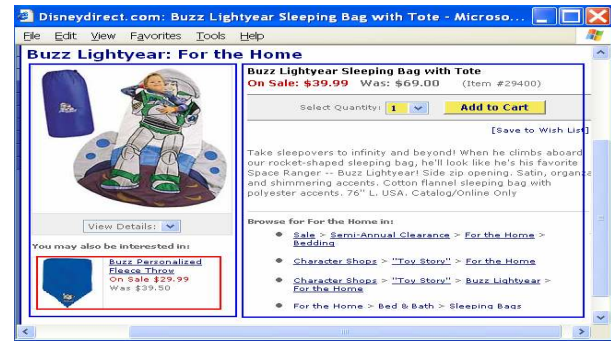 Disneydirect.com: Buzz Lightyear Sleeping Bag with Tote - Microso...
File Edit View Favorites Tools Help
Buzz Lightyear: For the Home
Buzz Lightyear Sleeping Bag with Tote
On Sale: $39.99 Was: $69.00 (Item #29400)
Select Quantity: 1 Add to Cart
[Save to Wish List]
Take sleepovers to infinity and beyond! When he climbs aboard
our rocket-shaped sleeping bag, he'll look like he's his favorite
Space Ranger -- Buzz Lightyear! Side zip opening. Satin, organza
and shimmering accents. Cotton flannel sleeping bag with
polyester accents. 76" L. USA. Catalog/Online Only
View Details:
You may also be interested in:
Buzz Personalized
Fleece Throw
On Sale $29.99
Was $39.50
Browse for For the Home in:
Sale > Semi-Annual Clearance > For the Home >
Bedding
Character Shops > "Toy Story" > For the Home
Character Shops > "Toy Story" > Buzz Lightyear >
For the Home
For the Home > Bed & Bath > Sleeping Bags